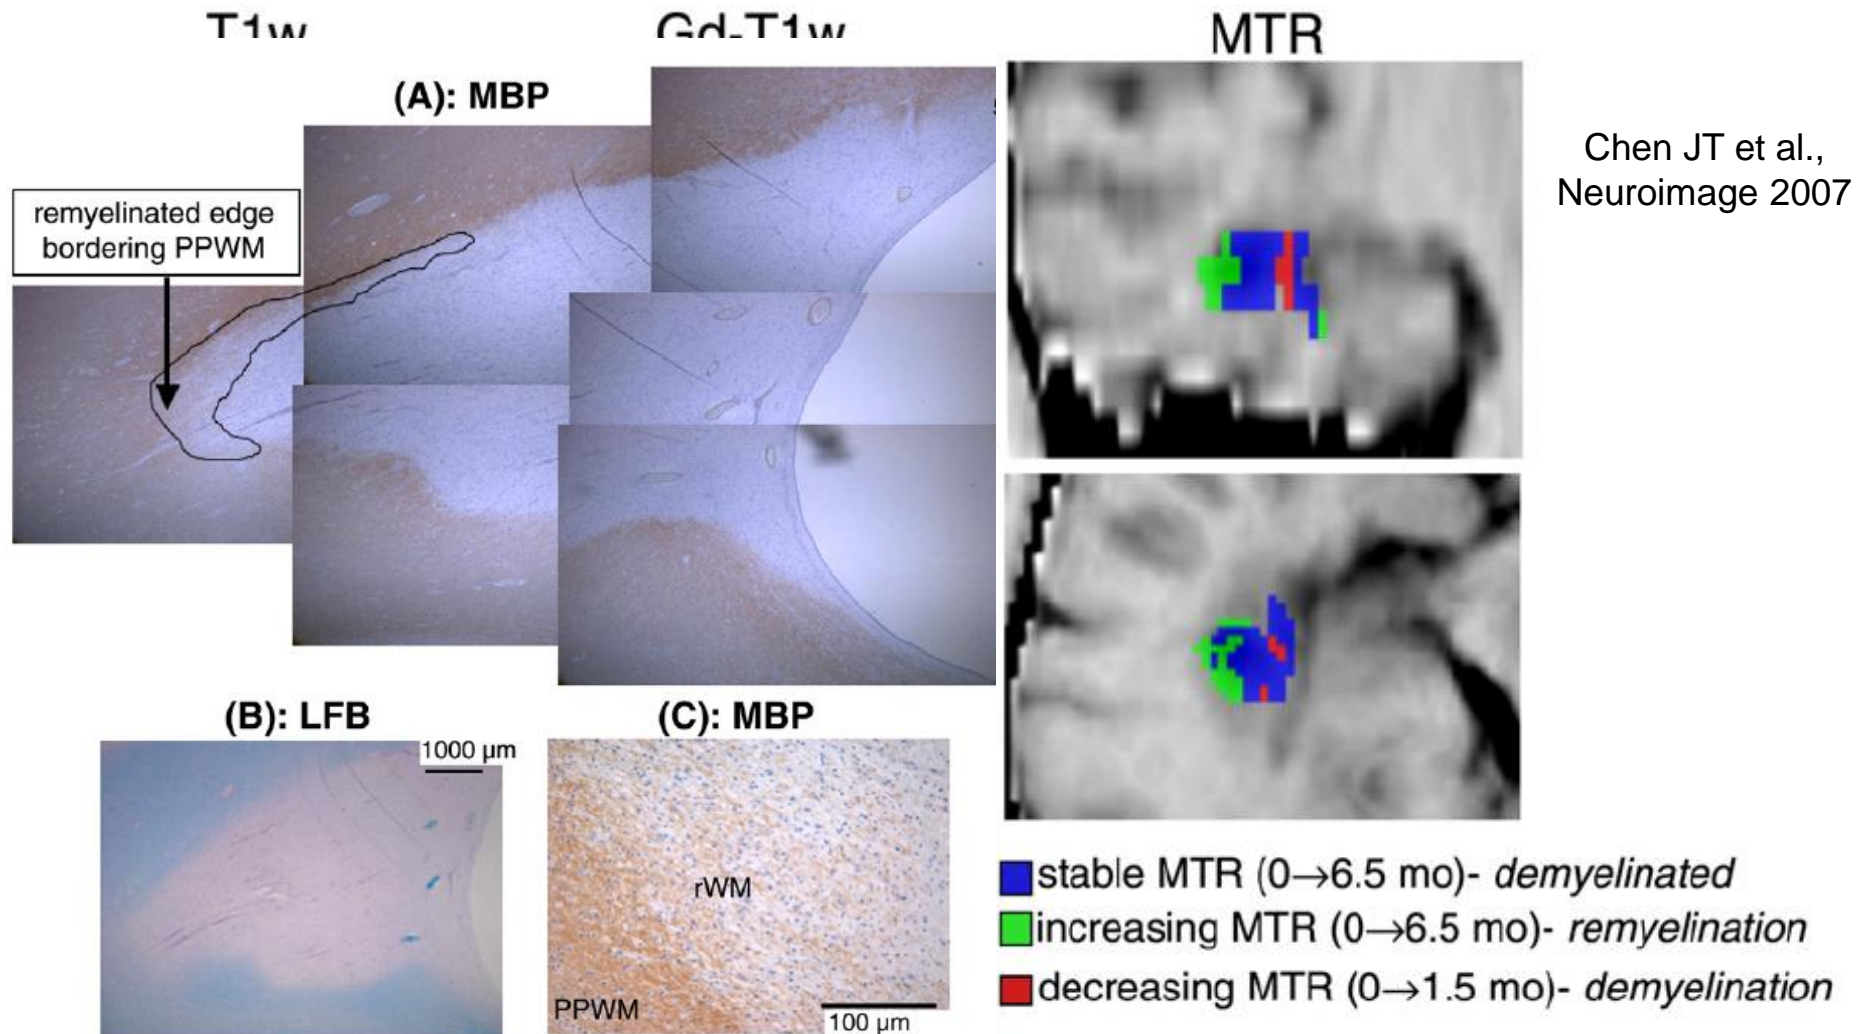 T1w
Gd-T1w
MTR
(A): MBP
Chen JT et al.,
Neuroimage 2007
remyelinated edge
bordering PPWM
(B): LFB
(C): MBP
1000 µm
rWM
PPWM
100 µm
stable MTR (0→6.5 mo)- demyelinated
increasing MTR (0→6.5 mo)- remyelination
decreasing MTR (0→1.5 mo)- demyelination